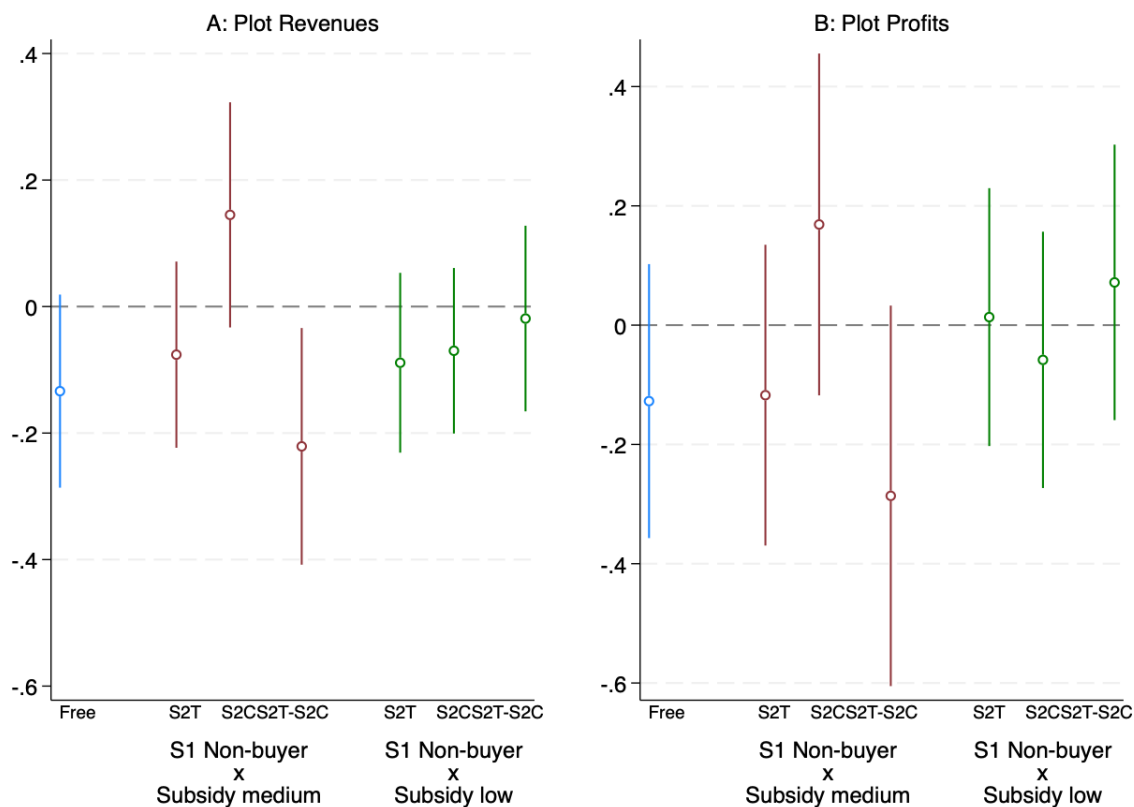 A: Plot Revenues
.4
.2
0
-.2
-.4
-.6
Free S2T S2CS2T-S2C S2T S2CS2T-S2C
S1 Non-buyer S1 Non-buyer
x x
Subsidy medium Subsidy low
B: Plot Profits
.4
.2
0
-.2
-.4
-.6
Free S2T S2CS2T-S2C S2T S2CS2T-S2C
S1 Non-buyer S1 Non-buyer
x x
Subsidy medium Subsidy low